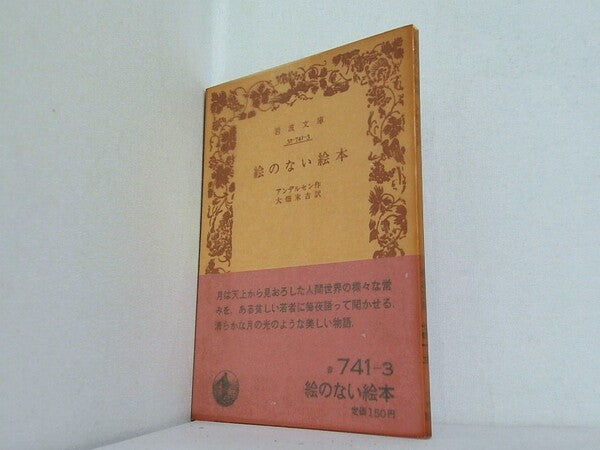 岩波文庫
37-741-3
絵のない絵本
アンデルセン作
大畑末吉訳
月は天上から見おろした人間世界の様々な営
みを、ある貧しい若者に毎夜語って聞かせる.
清らかな月の光のような美しい物語.
赤 741-3
絵のない絵本
定価150円